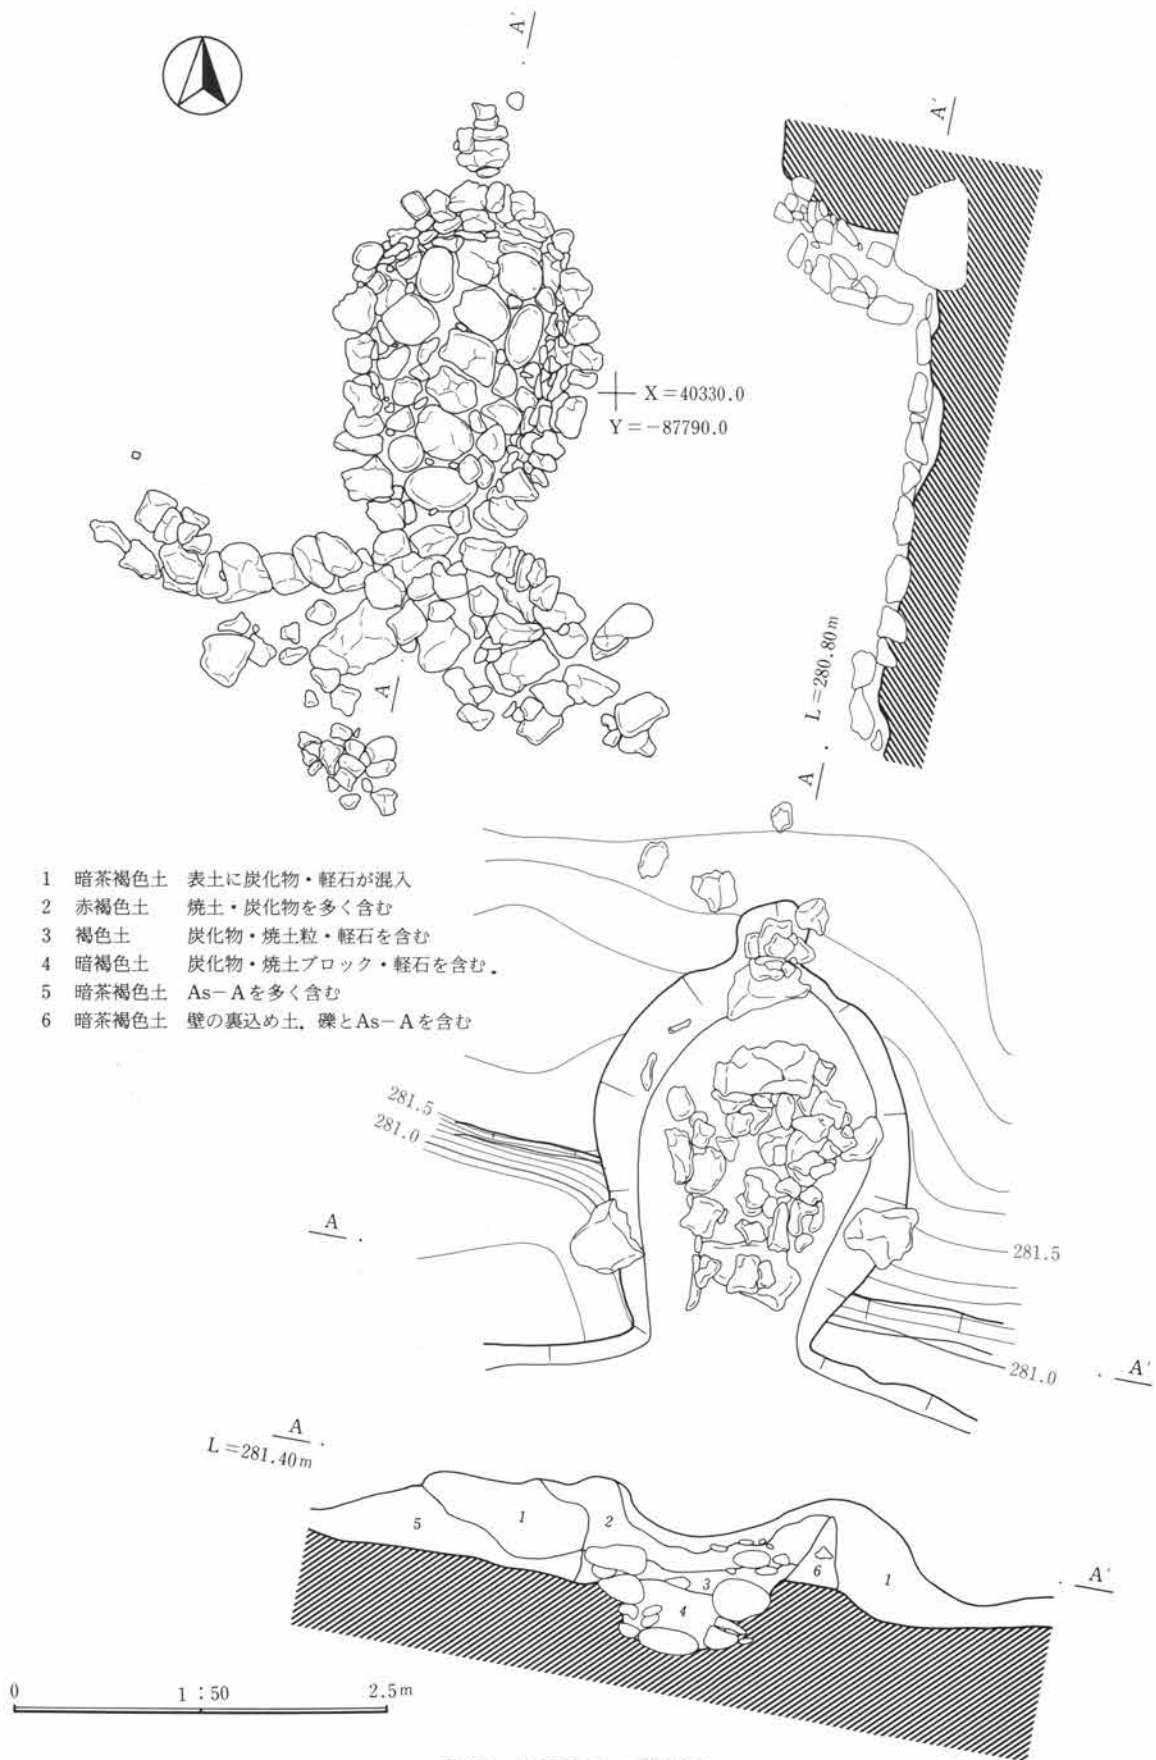 A′
A′
X＝40330.0
Y＝−87790.0
A
A . L＝280.80m
1 暗茶褐色土 表土に炭化物・軽石が混入
2 赤褐色土 焼土・炭化物を多く含む
3 褐色土 炭化物・焼土粒・軽石を含む
4 暗褐色土 炭化物・焼土ブロック・軽石を含む.
5 暗茶褐色土 As−Aを多く含む
6 暗茶褐色土 壁の裏込め土，礫とAs−Aを含む
281.5
281.0
A .
281.5
281.0
. A′
A .
L＝281.40m
1
2
5
3
6
1
4
. A′
0 1：50 2.5m